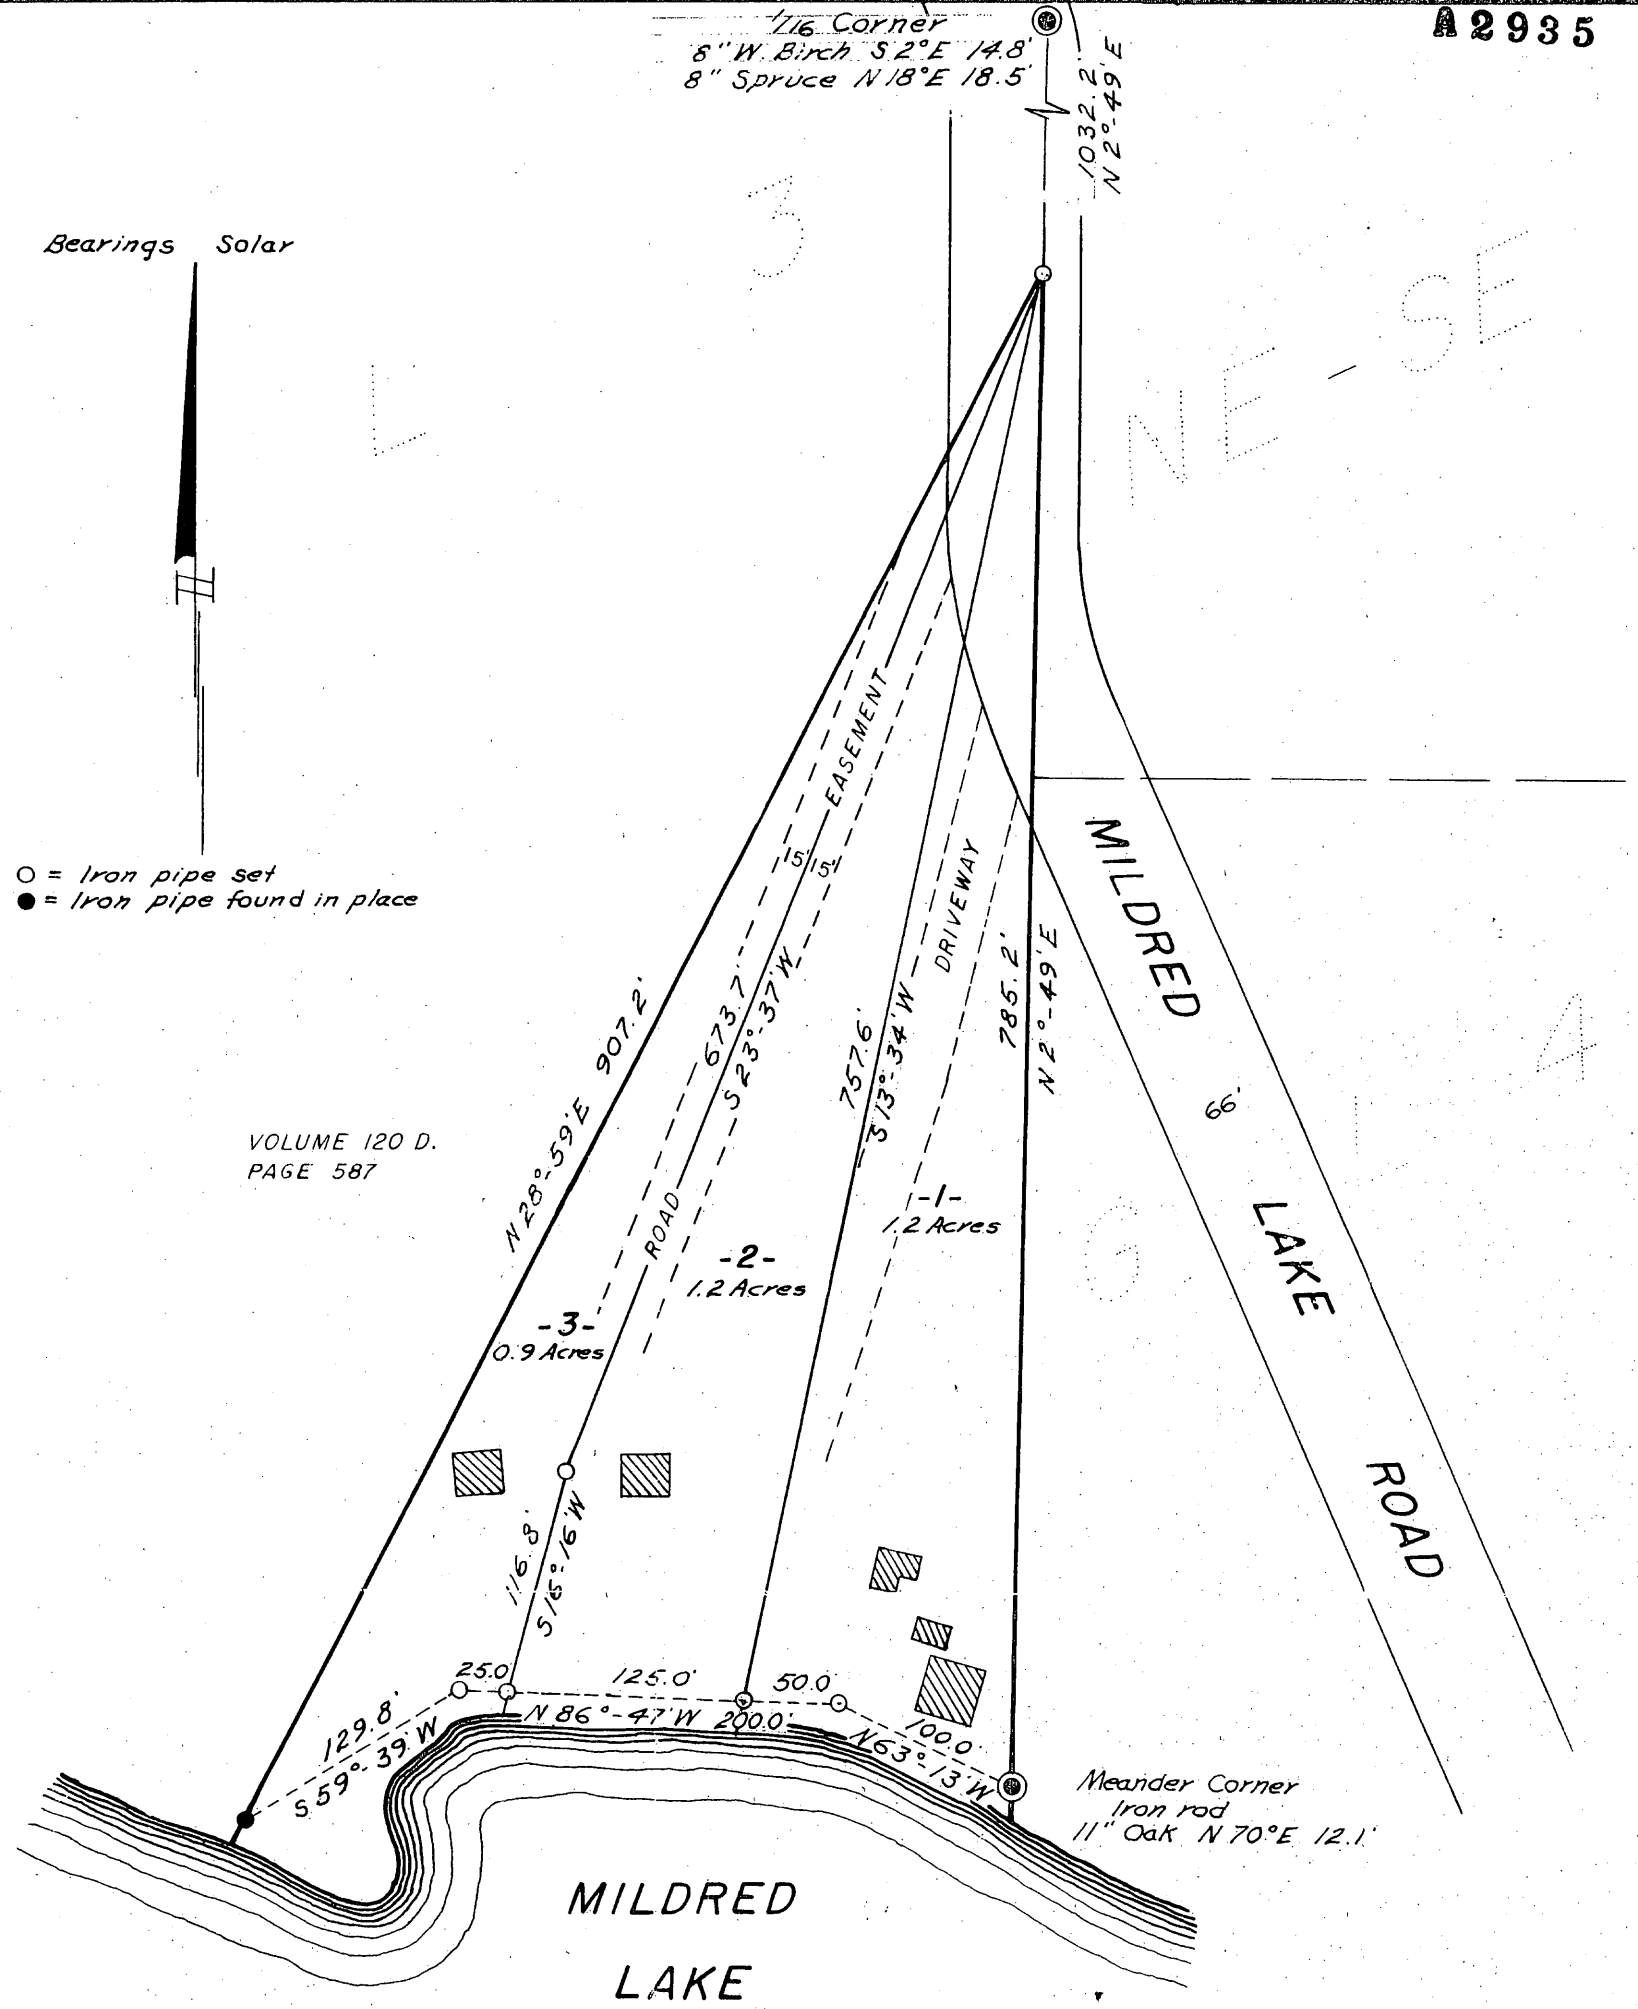 A2935
1/16 Corner
8" W. Birch S 2°E 14.8'
8" Spruce N 18°E 18.5'
1032.2'
N 2°-49'E
3
L
NE - SE
Bearings Solar
N
O = Iron pipe set
● = Iron pipe found in place
VOLUME 120 D.
PAGE 587
N 28°-59'E 907.2'
ROAD EASEMENT
15' 15'
673.7'
S 23°-37'W
DRIVEWAY
757.6'
S 13°-34'W
785.2'
N 2°-49'E
MILDRED LAKE ROAD
66'
G L 4
-1-
1.2 Acres
-2-
1.2 Acres
-3-
0.9 Acres
116.8'
25.0'
125.0'
50.0'
N 86°-47'W 200.0'
100.0'
N 63°-13'W
129.8'
S 59°-39'W
Meander Corner
Iron rod
11" Oak N 70°E 12.1'
MILDRED
LAKE